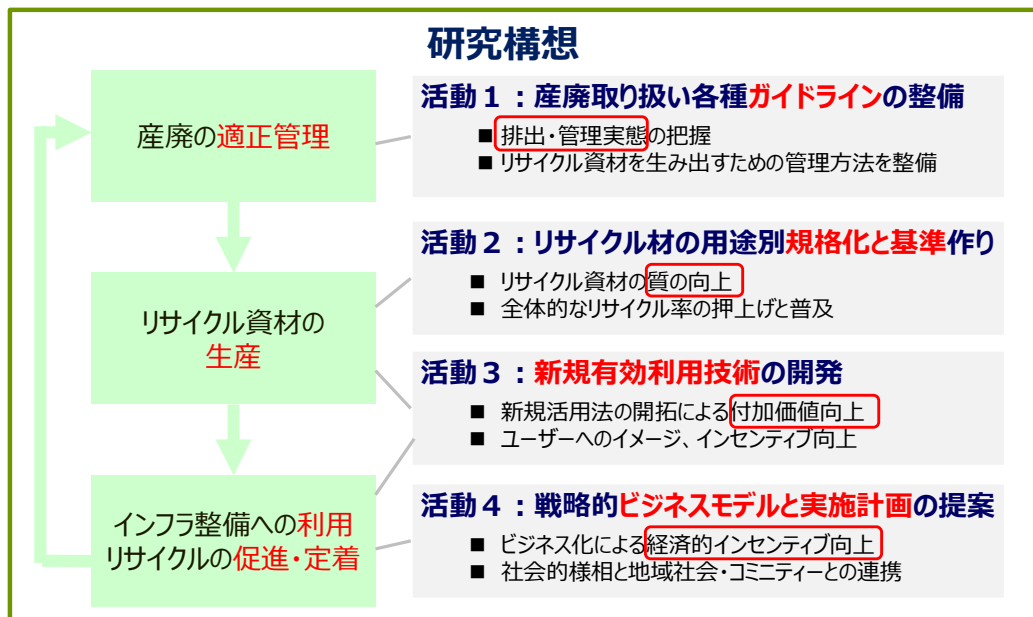 研究構想
産廃の適正管理
リサイクル資材の
生産
インフラ整備への利用
リサイクルの促進・定着
活動1：産廃取り扱い各種ガイドラインの整備
■ 排出・管理実態の把握
■ リサイクル資材を生み出すための管理方法を整備
活動2：リサイクル材の用途別規格化と基準作り
■ リサイクル資材の質の向上
■ 全体的なリサイクル率の押上げと普及
活動3：新規有効利用技術の開発
■ 新規活用法の開拓による付加価値向上
■ ユーザーへのイメージ、インセンティブ向上
活動4：戦略的ビジネスモデルと実施計画の提案
■ ビジネス化による経済的インセンティブ向上
■ 社会的様相と地域社会・コミニティーとの連携